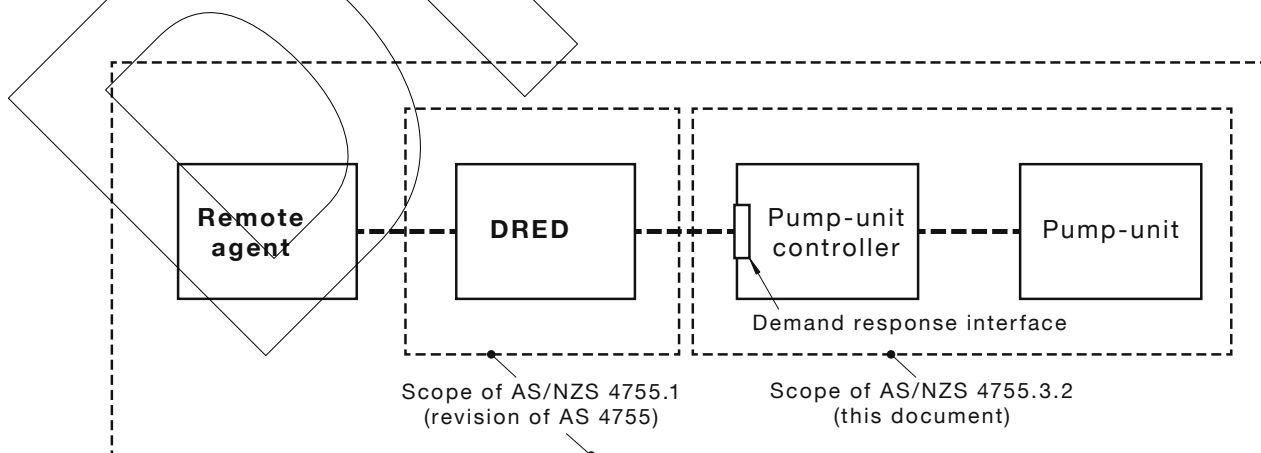 Remote
agent
DRED
Pump-unit
controller
Pump-unit
Demand response interface
Scope of AS/NZS 4755.1
(revision of AS 4755)
Scope of AS/NZS 4755.3.2
(this document)